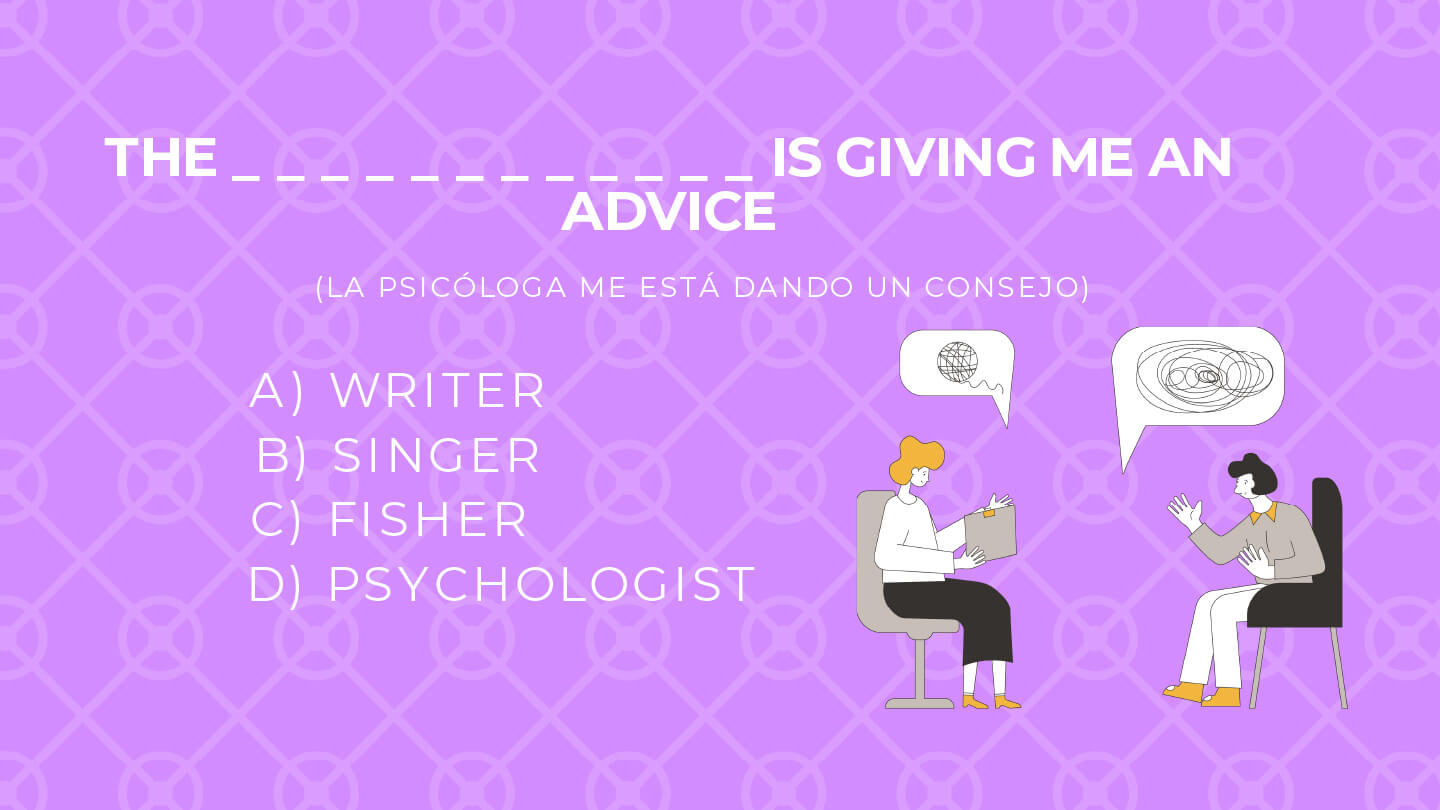 THE _ _ _ _ _ _ _ _ _ _ _ _ IS GIVING ME AN
ADVICE
(LA PSICÓLOGA ME ESTÁ DANDO UN CONSEJO)
A) WRITER
B) SINGER
C) FISHER
D) PSYCHOLOGIST